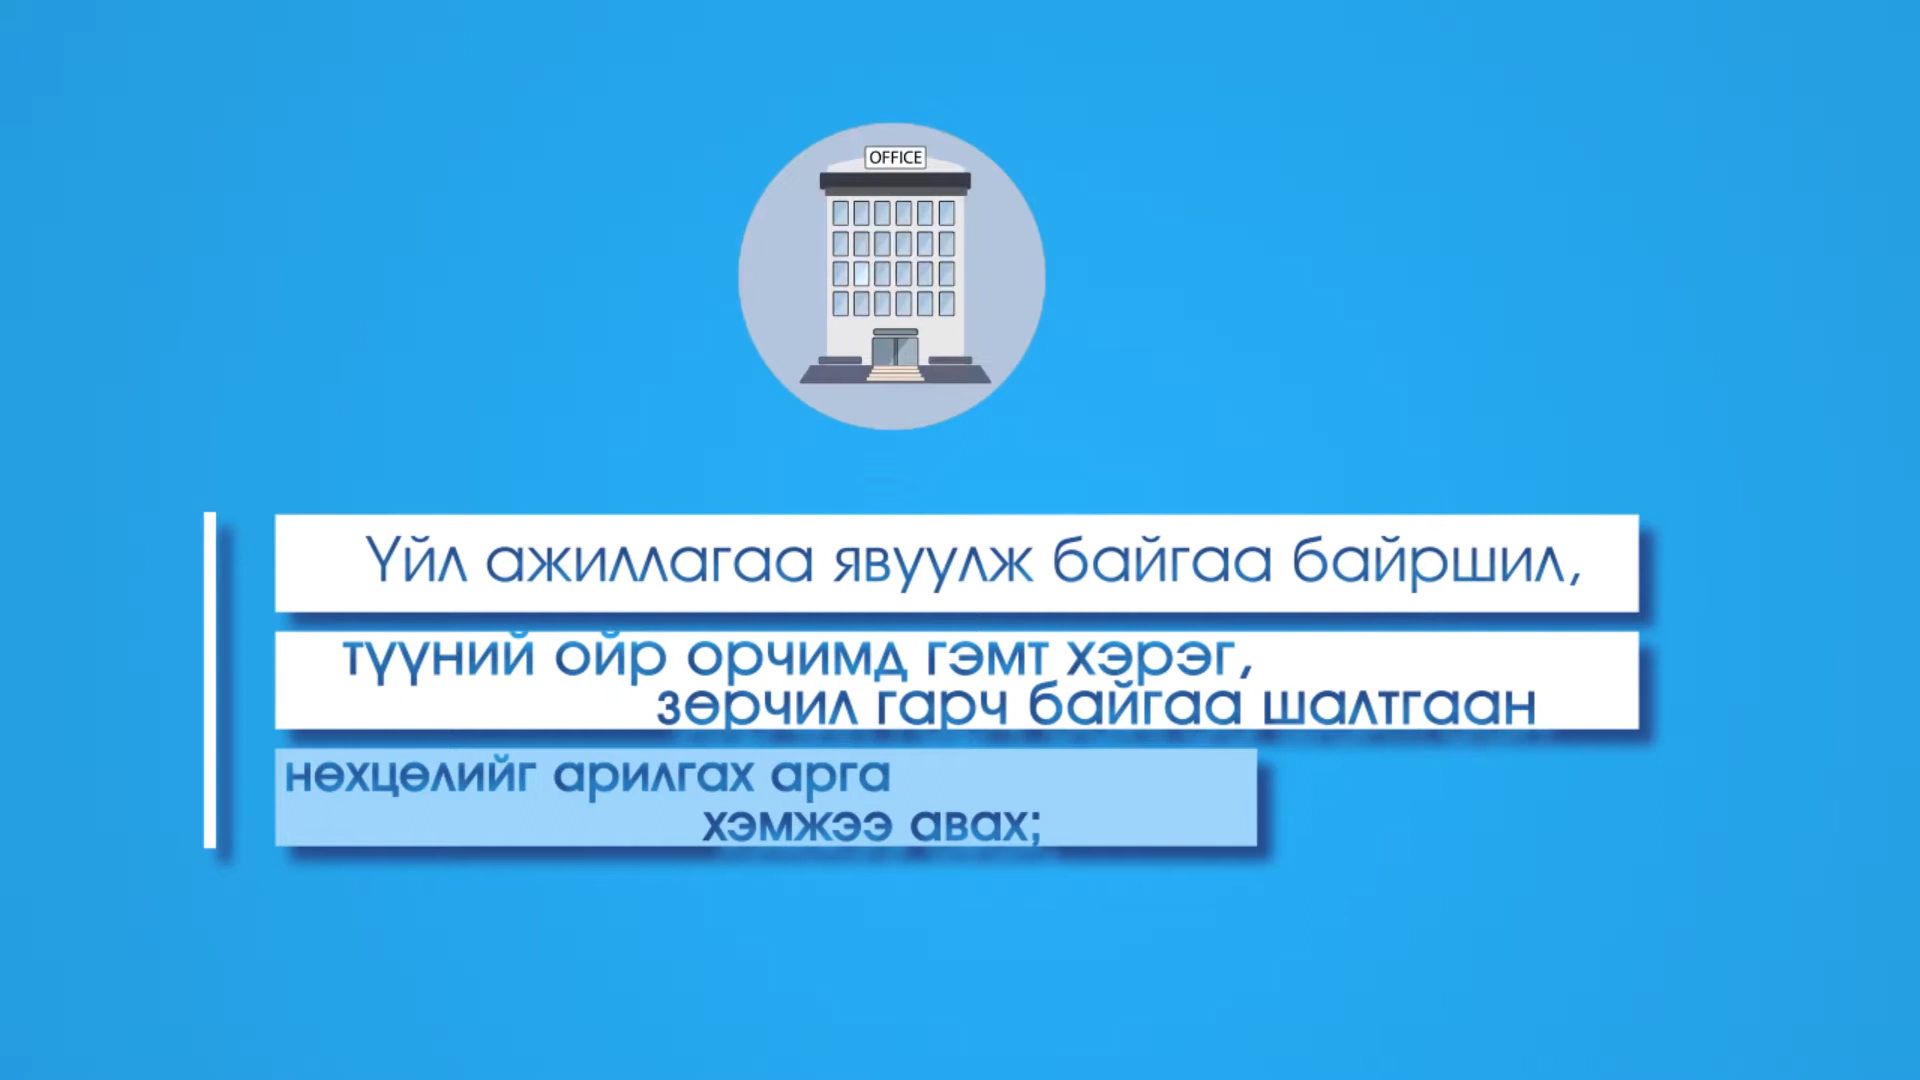 OFFICE
Үйл ажиллагаа явуулж байгаа байршил,
түүний ойр орчимд гэмт хэрэг,
зөрчил гарч байгаа шалтгаан
нөхцөлийг арилгах арга
хэмжээ авах;